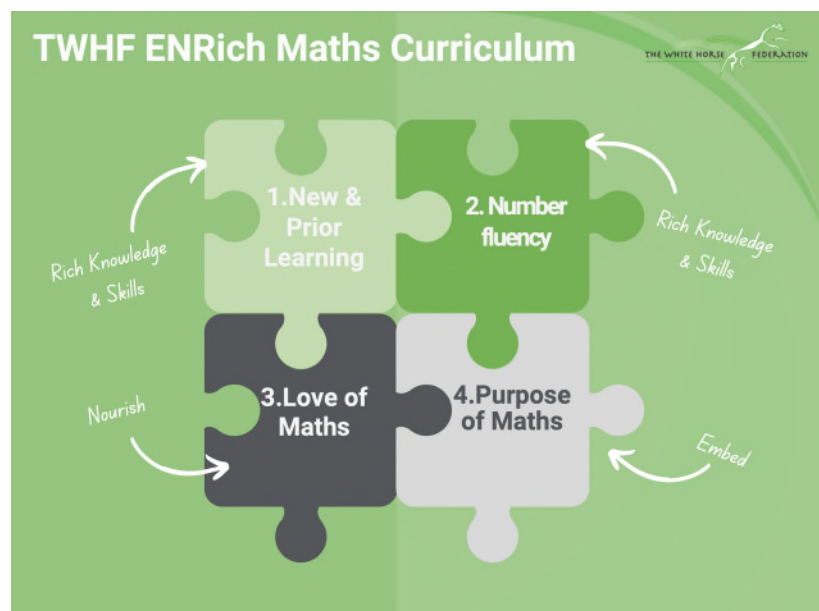 TWHF ENRich Maths Curriculum
THE WHITE HORSE FEDERATION
1.New &
Prior
Learning
2. Number
fluency
Rich Knowledge
& Skills
Rich Knowledge
& Skills
3.Love of
Maths
4.Purpose
of Maths
Nourish
Embed